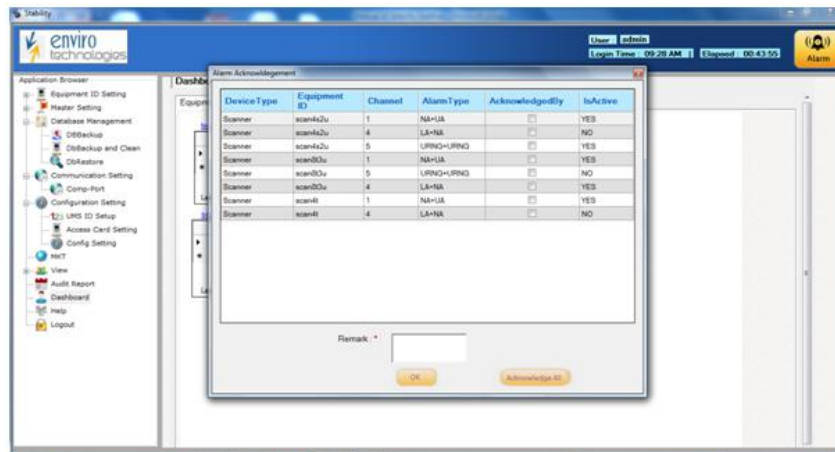 Stability
enviro
technologies
User : admin
Login Time : 09:28 AM | Elapsed : 00:43:55
Alarm
Application Browser
Equipment ID Setting
Master Setting
Database Management
DBBackup
DbBackup and Clean
DbRestore
Communication Setting
Comp-Port
Configuration Setting
UMS ID Setup
Access Card Setting
Config Setting
MKT
View
Audit Report
Dashboard
Help
Logout
Alarm Acknowldegement
DeviceType Equipment ID Channel AlarmType AcknowledgedBy IsActive
Scanner scan4s2u 1 NA>UA YES
Scanner scan4s2u 4 LA>NA NO
Scanner scan4s2u 5 URNG>URNG YES
Scanner 1 NA>UA YES
Scanner 5 URNG>URNG NO
Scanner 4 LA>NA YES
Scanner scan4t 1 NA>UA YES
Scanner scan4t 4 LA>NA NO
Remark : *
OK
Acknowledge All